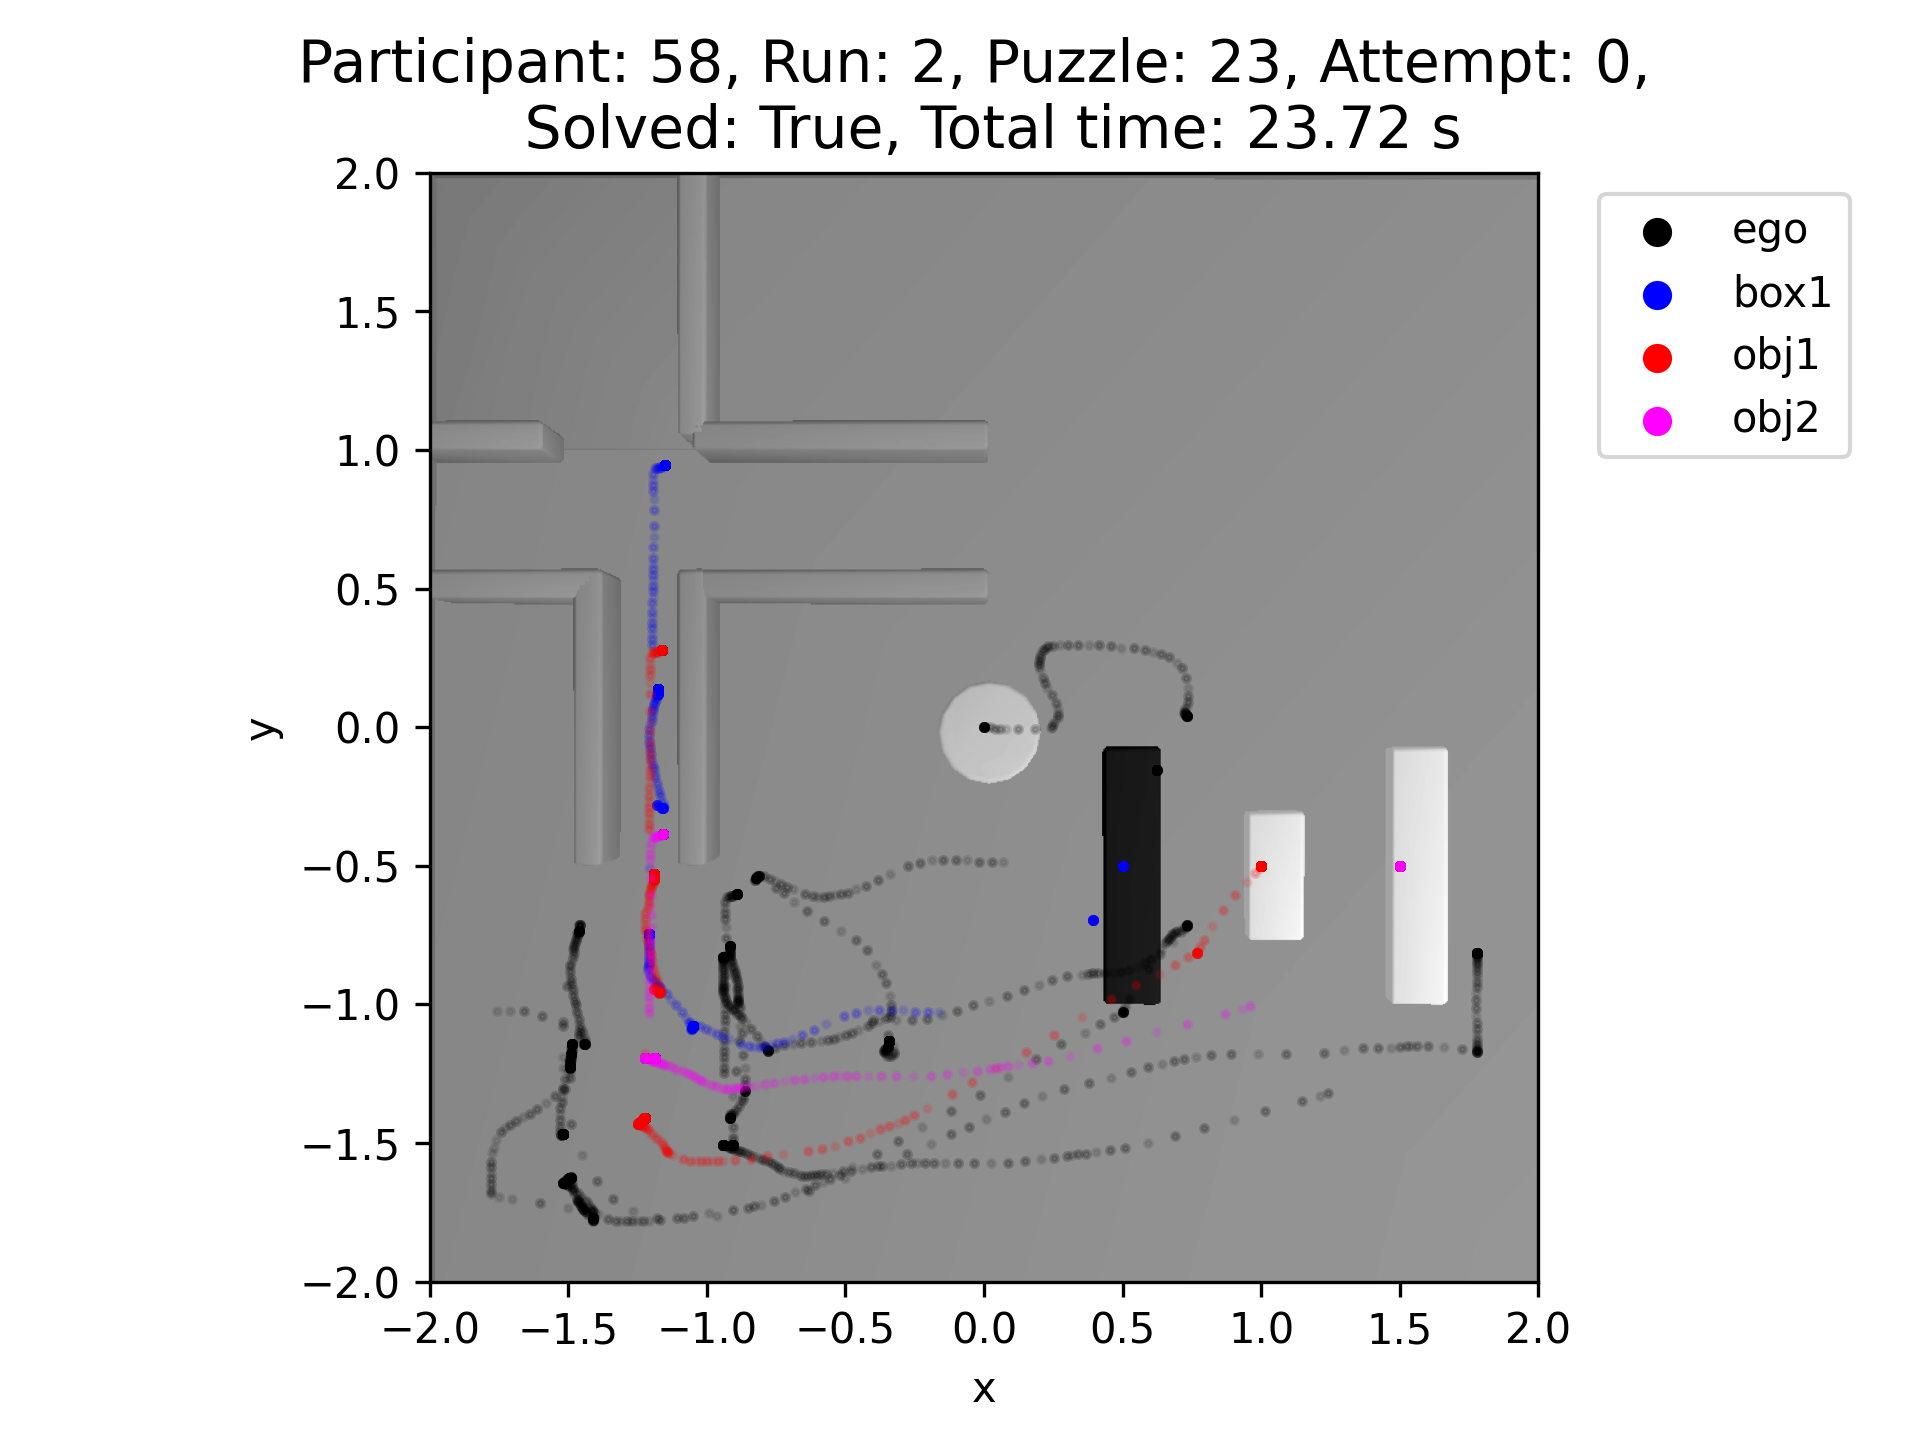 Participant: 58, Run: 2, Puzzle: 23, Attempt: 0,
Solved: True, Total time: 23.72 s
ego
box1
obj1
obj2
2.0
1.5
1.0
0.5
0.0
−0.5
−1.0
−1.5
−2.0
y
−2.0 −1.5 −1.0 −0.5 0.0 0.5 1.0 1.5 2.0
x